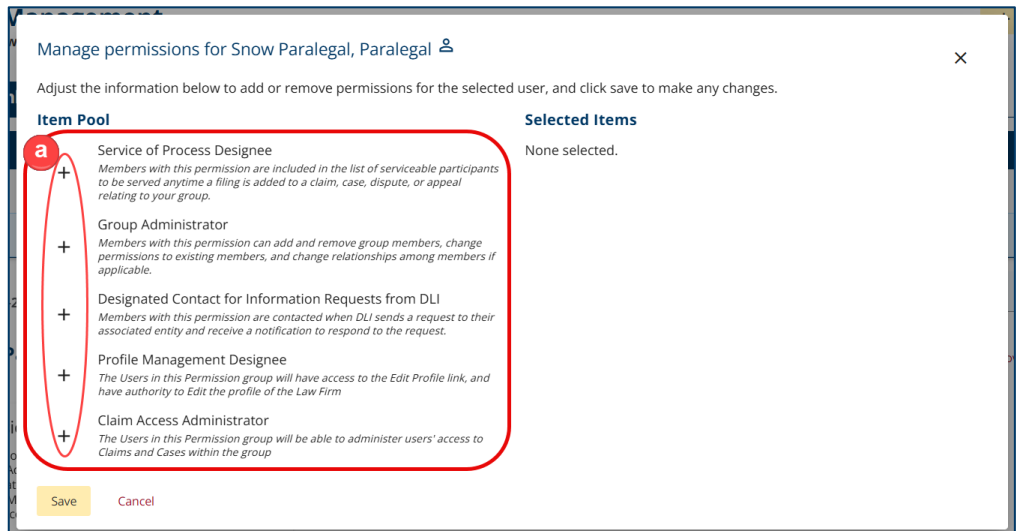 Management
Manage permissions for Snow Paralegal, Paralegal
Adjust the information below to add or remove permissions for the selected user, and click save to make any changes.
Item Pool
a
Service of Process Designee
Members with this permission are included in the list of serviceable participants
to be served anytime a filing is added to a claim, case, dispute, or appeal
relating to your group.
Group Administrator
Members with this permission can add and remove group members, change
permissions to existing members, and change relationships among members if
applicable.
Designated Contact for Information Requests from DLI
Members with this permission are contacted when DLI sends a request to their
associated entity and receive a notification to respond to the request.
Profile Management Designee
The Users in this Permission group will have access to the Edit Profile link, and
have authority to Edit the profile of the Law Firm
Claim Access Administrator
The Users in this Permission group will be able to administer users' access to
Claims and Cases within the group
Selected Items
None selected.
Save Cancel